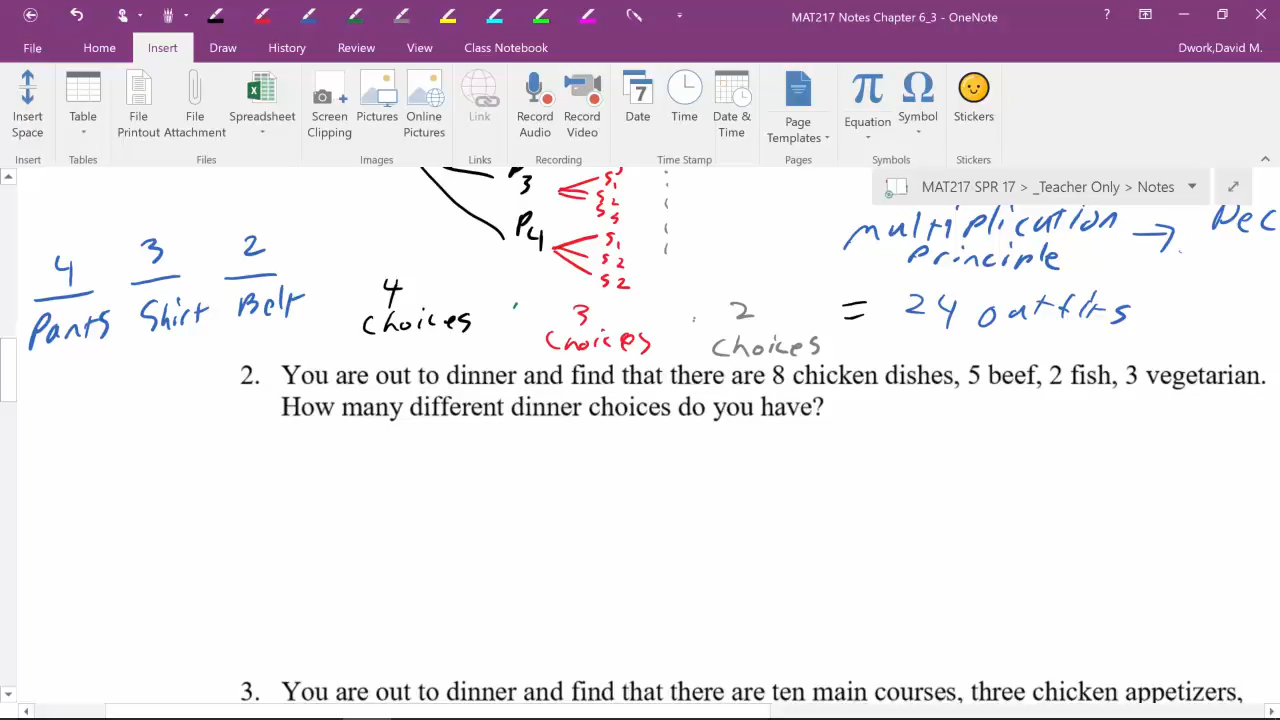 MAT217 Notes Chapter 6_3 - OneNote
File Home Insert Draw History Review View Class Notebook Dwork,David M.
Insert Space
Table
File Printout
File Attachment
Spreadsheet
Screen Clipping
Pictures
Online Pictures
Link
Record Audio
Record Video
Date
Time
Date & Time
Page Templates
Equation
Symbol
Stickers
Insert Tables Files Images Links Recording Time Stamp Pages Symbols Stickers
MAT217 SPR 17 > _Teacher Only > Notes
P3
S1
S2
P4
S1
S2
S2
multiplication → Dec
principle
4 3 2
Pants Shirt Belt
4 choices · 3 choices · 2 choices = 24 outfits
2. You are out to dinner and find that there are 8 chicken dishes, 5 beef, 2 fish, 3 vegetarian.
How many different dinner choices do you have?
3. You are out to dinner and find that there are ten main courses, three chicken appetizers,